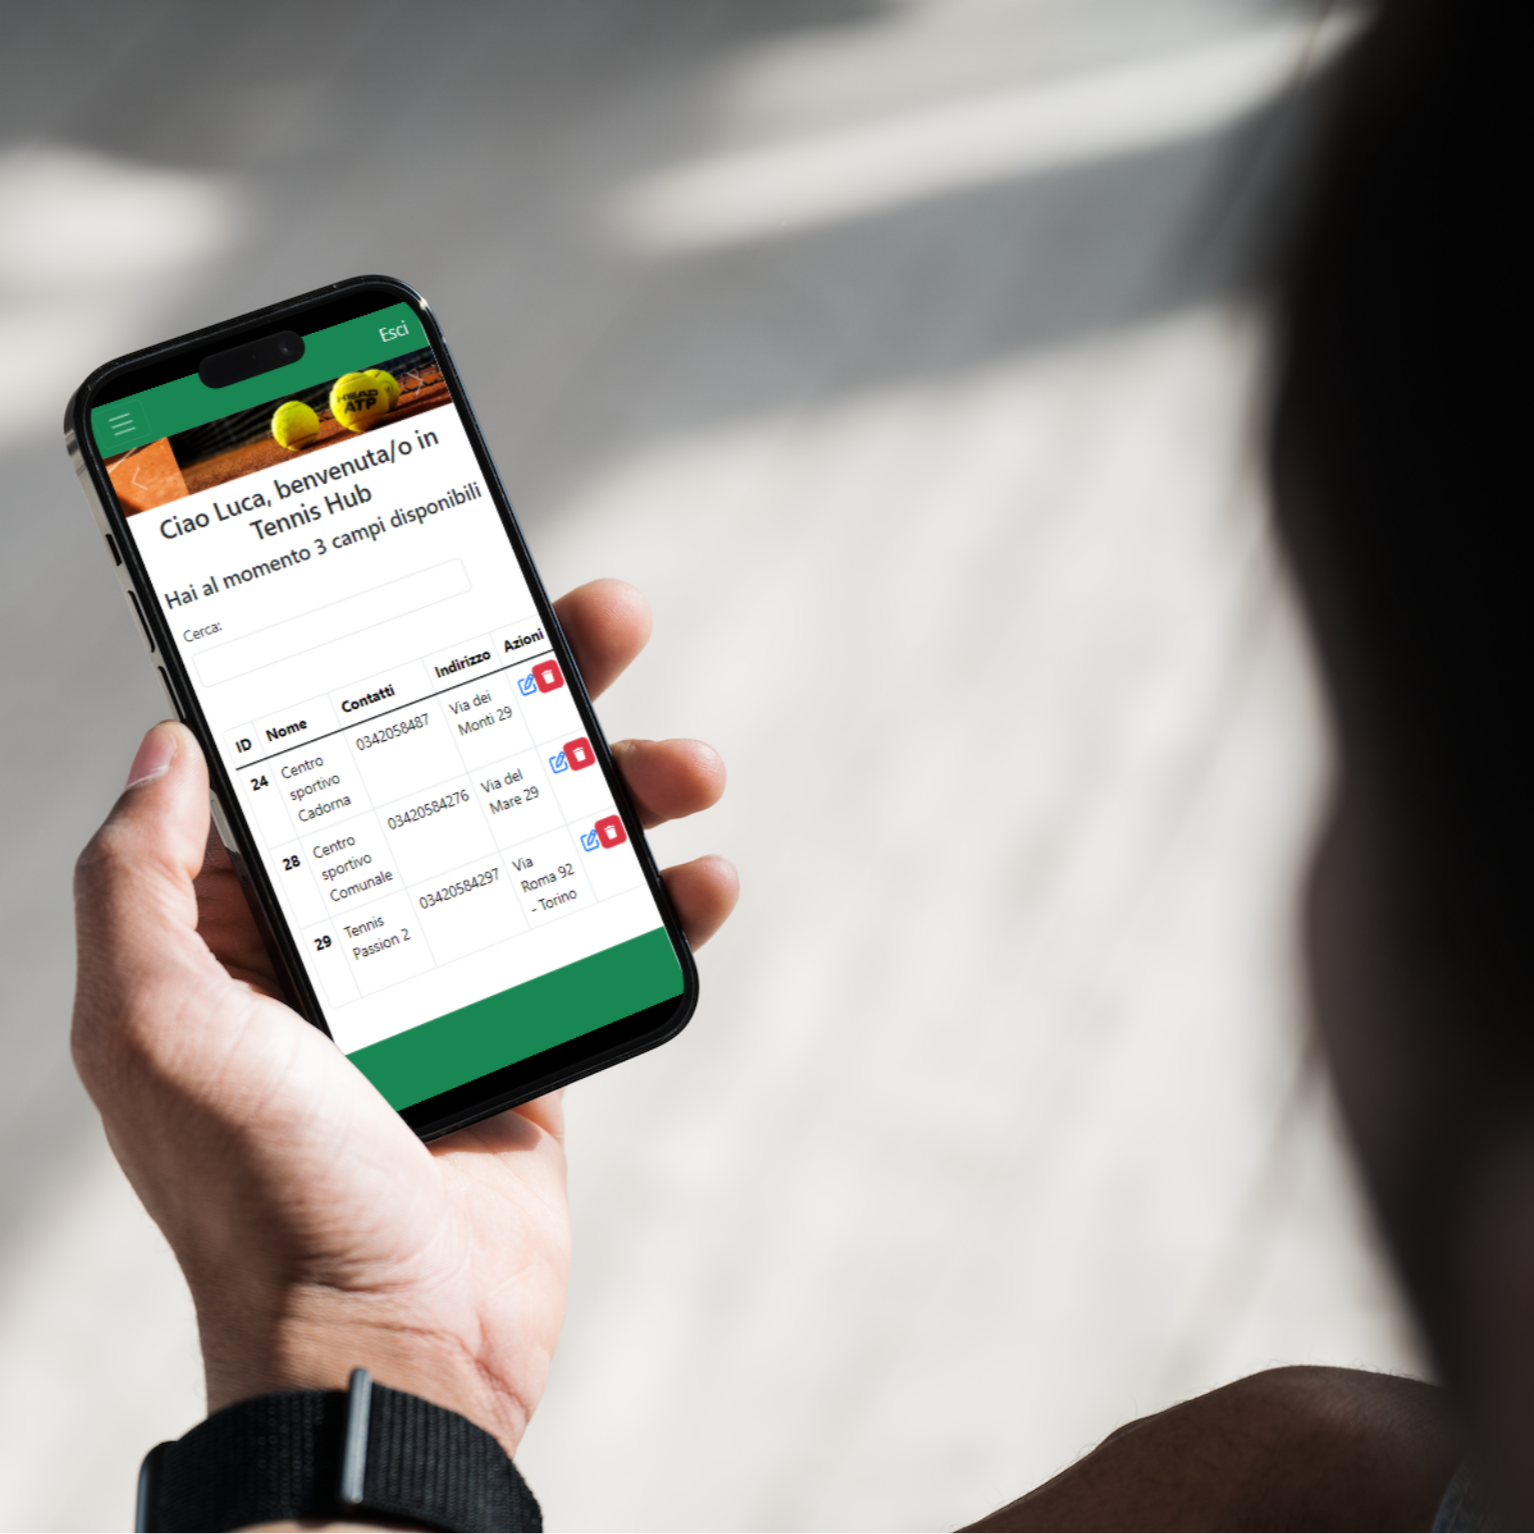 Esci
HEAD
ATP
Ciao Luca, benvenuta/o in
Tennis Hub
Hai al momento 3 campi disponibili
Cerca:
ID Nome Contatti Indirizzo Azioni
24 Centro sportivo Cadorna 0342058487 Via dei Monti 29
28 Centro sportivo Comunale 03420584276 Via del Mare 29
29 Tennis Passion 2 03420584297 Via Roma 92 - Torino